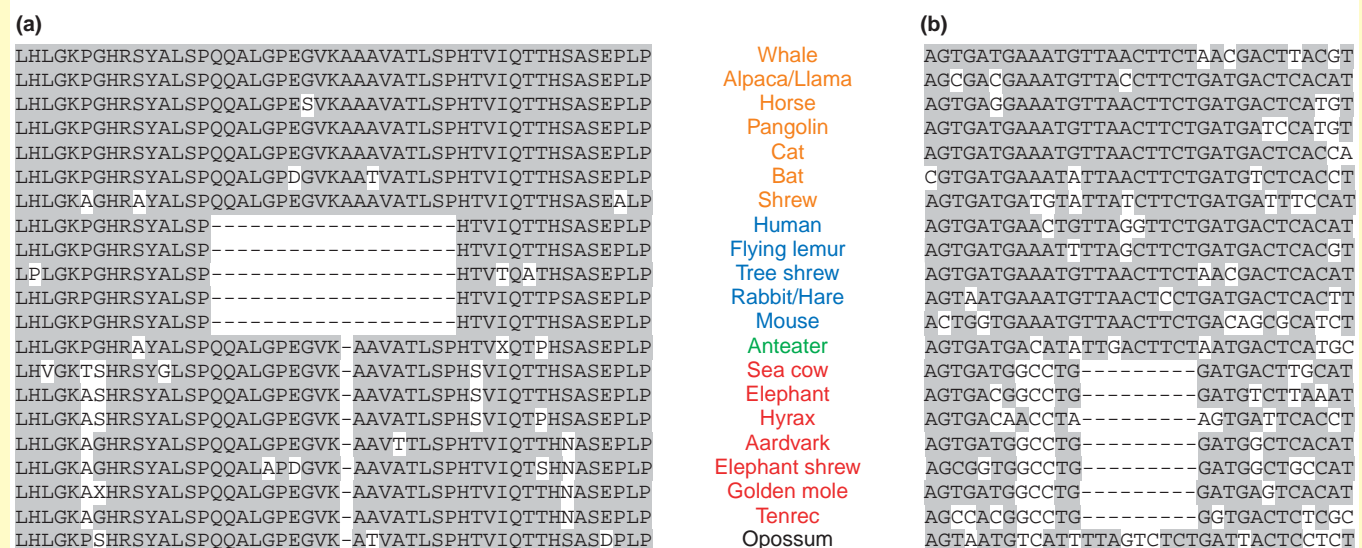 (a) (b)
LHLGKPGHRSYALSPQQALGPEGVKAAAVATLSPHTVIQTTHSASEPLP Whale AGTGATGAAATGTTAACTTCTAACGACTTACGT
LHLGKPGHRSYALSPQQALGPEGVKAAAVATLSPHTVIQTTHSASEPLP Alpaca/Llama AGCGACGAAATGTTACCTTCTGATGACTCACAT
LHLGKPGHRSYALSPQQALGPESVKAAAVATLSPHTVIQTTHSASEPLP Horse AGTGAGGAAATGTTAACTTCTGATGACTCATGT
LHLGKPGHRSYALSPQQALGPEGVKAAAVATLSPHTVIQTTHSASEPLP Pangolin AGTGATGAAATGTTAACTTCTGATGATCCATGT
LHLGKPGHRSYALSPQQALGPEGVKAAAVATLSPHTVIQTTHSASEPLP Cat AGTGATGAAATGTTAACTTCTGATGACTCACCA
LHLGKPGHRSYALSPQQALGPDGVKAATVATLSPHTVIQTTHSASEPLP Bat CGTGATGAAATATTAACTTCTGATGTCTCACCT
LHLGKAGHRAYALSPQQALGPEGVKAAAVATLSPHTVIQTTHSASEALP Shrew AGTGATGATGTATTATCTTCTGATGATTTCCAT
LHLGKPGHRSYALSP-------------------HTVIQTTHSASEPLP Human AGTGATGAACTGTTAGGTTCTGATGACTCACAT
LHLGKPGHRSYALSP-------------------HTVIQTTHSASEPLP Flying lemur AGTGATGAAATTTTAGCTTCTGATGACTCACGT
LPLGKPGHRSYALSP-------------------HTVTQATHSASEPLP Tree shrew AGTGATGAAATGTTAACTTCTAACGACTCACAT
LHLGRPGHRSYALSP-------------------HTVIQTTPSASEPLP Rabbit/Hare AGTAATGAAATGTTAACTCCTGATGACTCACTT
LHLGKPGHRSYALSP-------------------HTVIQTTHSASEPLP Mouse ACTGGTGAAATGTTAACTTCTGACAGCGCATCT
LHLGKPGHRAYALSPQQALGPEGVK-AAVATLSPHTVXQTPHSASEPLP Anteater AGTGATGACATATTGACTTCTAATGACTCATGC
LHVGKTSHRSYGLSPQQALGPEGVK-AAVATLSPHSVIQTTHSASEPLP Sea cow AGTGATGGCCTG---------GATGACTTGCAT
LHLGKASHRSYALSPQQALGPEGVK-AAVATLSPHSVIQTTHSASEPLP Elephant AGTGACGGCCTG---------GATGTCTTAAAT
LHLGKASHRSYALSPQQALGPEGVK-AAVATLSPHSVIQTPHSASEPLP Hyrax AGTGACAACCTA---------AGTGATTCACCT
LHLGKAGHRSYALSPQQALGPEGVK-AAVTTLSPHTVIQTTHNASEPLP Aardvark AGTGATGGCCTG---------GATGGCTCACAT
LHLGKAGHRSYALSPQQALAPDGVK-AAVATLSPHTVIQTSHNASEPLP Elephant shrew AGCGGTGGCCTG---------GATGGCTGCCAT
LHLGKAXHRSYALSPQQALGPEGVK-AAVATLSPHTVIQTTHNASEPLP Golden mole AGTGATGGCCTG---------GATGAGTCACAT
LHLGKAGHRSYALSPQQALGPEGVK-AAVATLSPHTVIQTTHNASEPLP Tenrec AGCCACGGCCTG---------GGTGACTCTCGC
LHLGKPSHRSYALSPQQALGPEGVK-ATVATLSPHTVIQTTHSASDPLP Opossum AGTAATGTCATTTTAGTCTCTGATTACTCCTCT